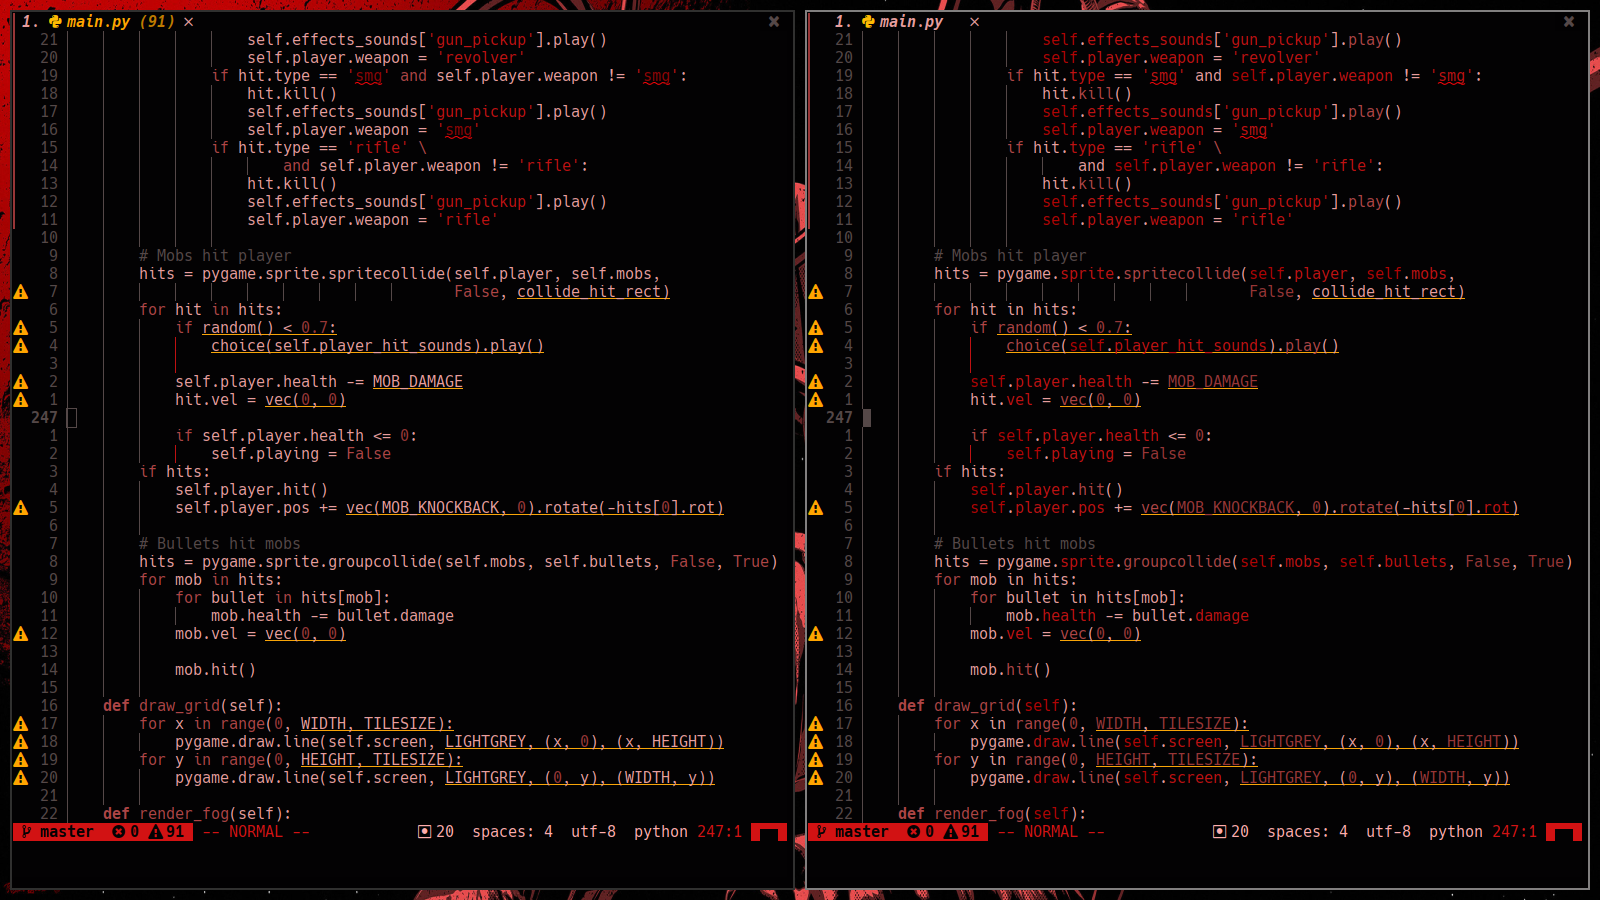 1. main.py (91) ×
21 self.effects_sounds['gun_pickup'].play()
20 self.player.weapon = 'revolver'
19 if hit.type == 'smg' and self.player.weapon != 'smg':
18 hit.kill()
17 self.effects_sounds['gun_pickup'].play()
16 self.player.weapon = 'smg'
15 if hit.type == 'rifle' \
14 and self.player.weapon != 'rifle':
13 hit.kill()
12 self.effects_sounds['gun_pickup'].play()
11 self.player.weapon = 'rifle'
10
9 # Mobs hit player
8 hits = pygame.sprite.spritecollide(self.player, self.mobs,
7 False, collide_hit_rect)
6 for hit in hits:
5 if random() < 0.7:
4 choice(self.player_hit_sounds).play()
3
2 self.player.health -= MOB_DAMAGE
1 hit.vel = vec(0, 0)
247
1 if self.player.health <= 0:
2 self.playing = False
3 if hits:
4 self.player.hit()
5 self.player.pos += vec(MOB_KNOCKBACK, 0).rotate(-hits[0].rot)
6
7 # Bullets hit mobs
8 hits = pygame.sprite.groupcollide(self.mobs, self.bullets, False, True)
9 for mob in hits:
10 for bullet in hits[mob]:
11 mob.health -= bullet.damage
12 mob.vel = vec(0, 0)
13
14 mob.hit()
15
16 def draw_grid(self):
17 for x in range(0, WIDTH, TILESIZE):
18 pygame.draw.line(self.screen, LIGHTGREY, (x, 0), (x, HEIGHT))
19 for y in range(0, HEIGHT, TILESIZE):
20 pygame.draw.line(self.screen, LIGHTGREY, (0, y), (WIDTH, y))
21
22 def render_fog(self):
master 0 91 -- NORMAL -- 20 spaces: 4 utf-8 python 247:1
1. main.py ×
21 self.effects_sounds['gun_pickup'].play()
20 self.player.weapon = 'revolver'
19 if hit.type == 'smg' and self.player.weapon != 'smg':
18 hit.kill()
17 self.effects_sounds['gun_pickup'].play()
16 self.player.weapon = 'smg'
15 if hit.type == 'rifle' \
14 and self.player.weapon != 'rifle':
13 hit.kill()
12 self.effects_sounds['gun_pickup'].play()
11 self.player.weapon = 'rifle'
10
9 # Mobs hit player
8 hits = pygame.sprite.spritecollide(self.player, self.mobs,
7 False, collide_hit_rect)
6 for hit in hits:
5 if random() < 0.7:
4 choice(self.player_hit_sounds).play()
3
2 self.player.health -= MOB_DAMAGE
1 hit.vel = vec(0, 0)
247
1 if self.player.health <= 0:
2 self.playing = False
3 if hits:
4 self.player.hit()
5 self.player.pos += vec(MOB_KNOCKBACK, 0).rotate(-hits[0].rot)
6
7 # Bullets hit mobs
8 hits = pygame.sprite.groupcollide(self.mobs, self.bullets, False, True)
9 for mob in hits:
10 for bullet in hits[mob]:
11 mob.health -= bullet.damage
12 mob.vel = vec(0, 0)
13
14 mob.hit()
15
16 def draw_grid(self):
17 for x in range(0, WIDTH, TILESIZE):
18 pygame.draw.line(self.screen, LIGHTGREY, (x, 0), (x, HEIGHT))
19 for y in range(0, HEIGHT, TILESIZE):
20 pygame.draw.line(self.screen, LIGHTGREY, (0, y), (WIDTH, y))
21
22 def render_fog(self):
master 0 91 -- NORMAL -- 20 spaces: 4 utf-8 python 247:1